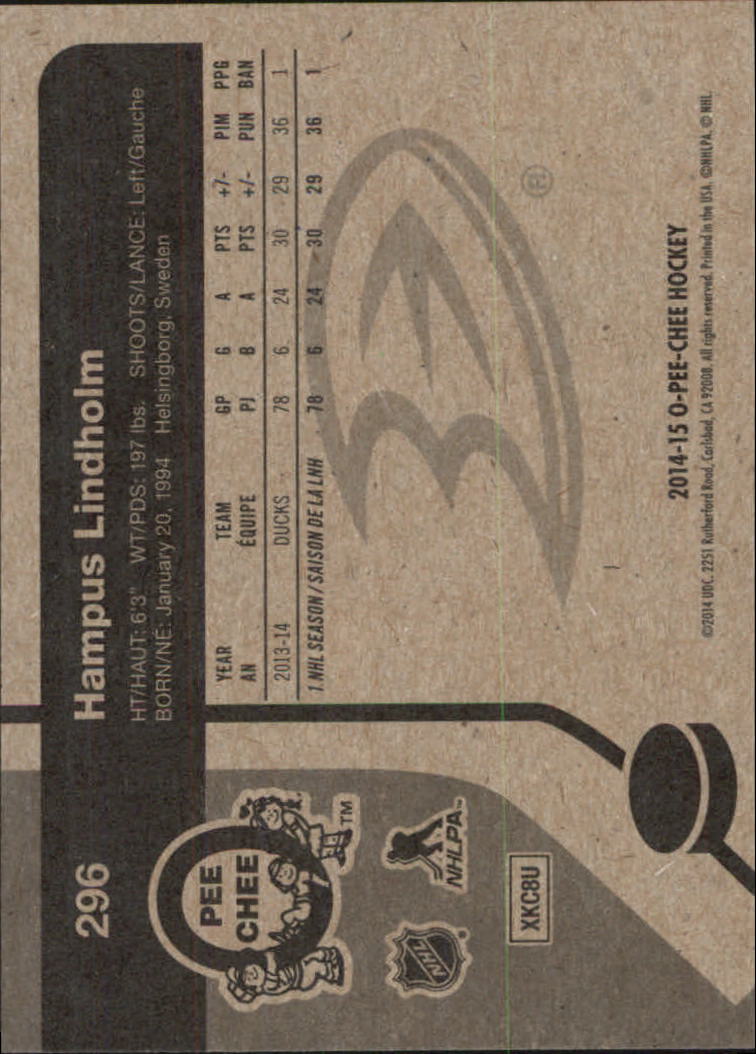 296 Hampus Lindholm
HT/HAUT: 6'3" WT/PDS: 197 lbs. SHOOTS/LANCE: Left/Gauche
BORN/NE: January 20, 1994 Helsingborg, Sweden
YEAR TEAM GP G A PTS +/- PIM PPG
AN ÉQUIPE PJ B A PTS +/- PUN BAN
2013-14 DUCKS 78 6 24 30 29 36 1
1 NHL SEASON / SAISON DE LA LNH 78 6 24 30 29 36 1
PEE
CHEE
TM
NHL
NHLPA
XKC8U
®
2014-15 O-PEE-CHEE HOCKEY
©2014 UDC. 2251 Rutherford Road, Carlsbad, CA 92008. All rights reserved. Printed in the USA. ©NHLPA. © NHL.